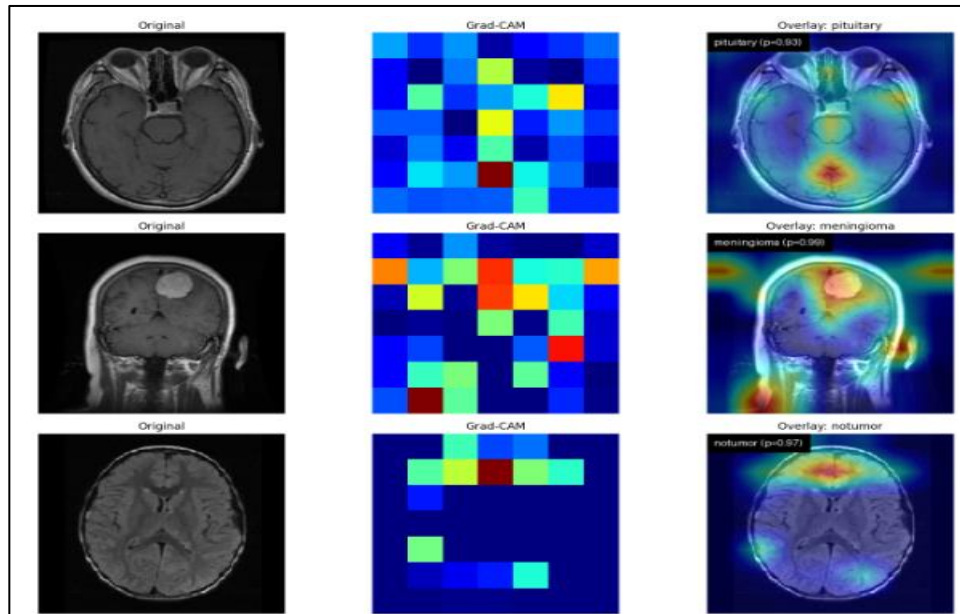 Original
Grad-CAM
Overlay: pituitary
pituitary (p=0.93)
Original
Grad-CAM
Overlay: meningioma
meningioma (p=0.99)
Original
Grad-CAM
Overlay: notumor
notumor (p=0.97)